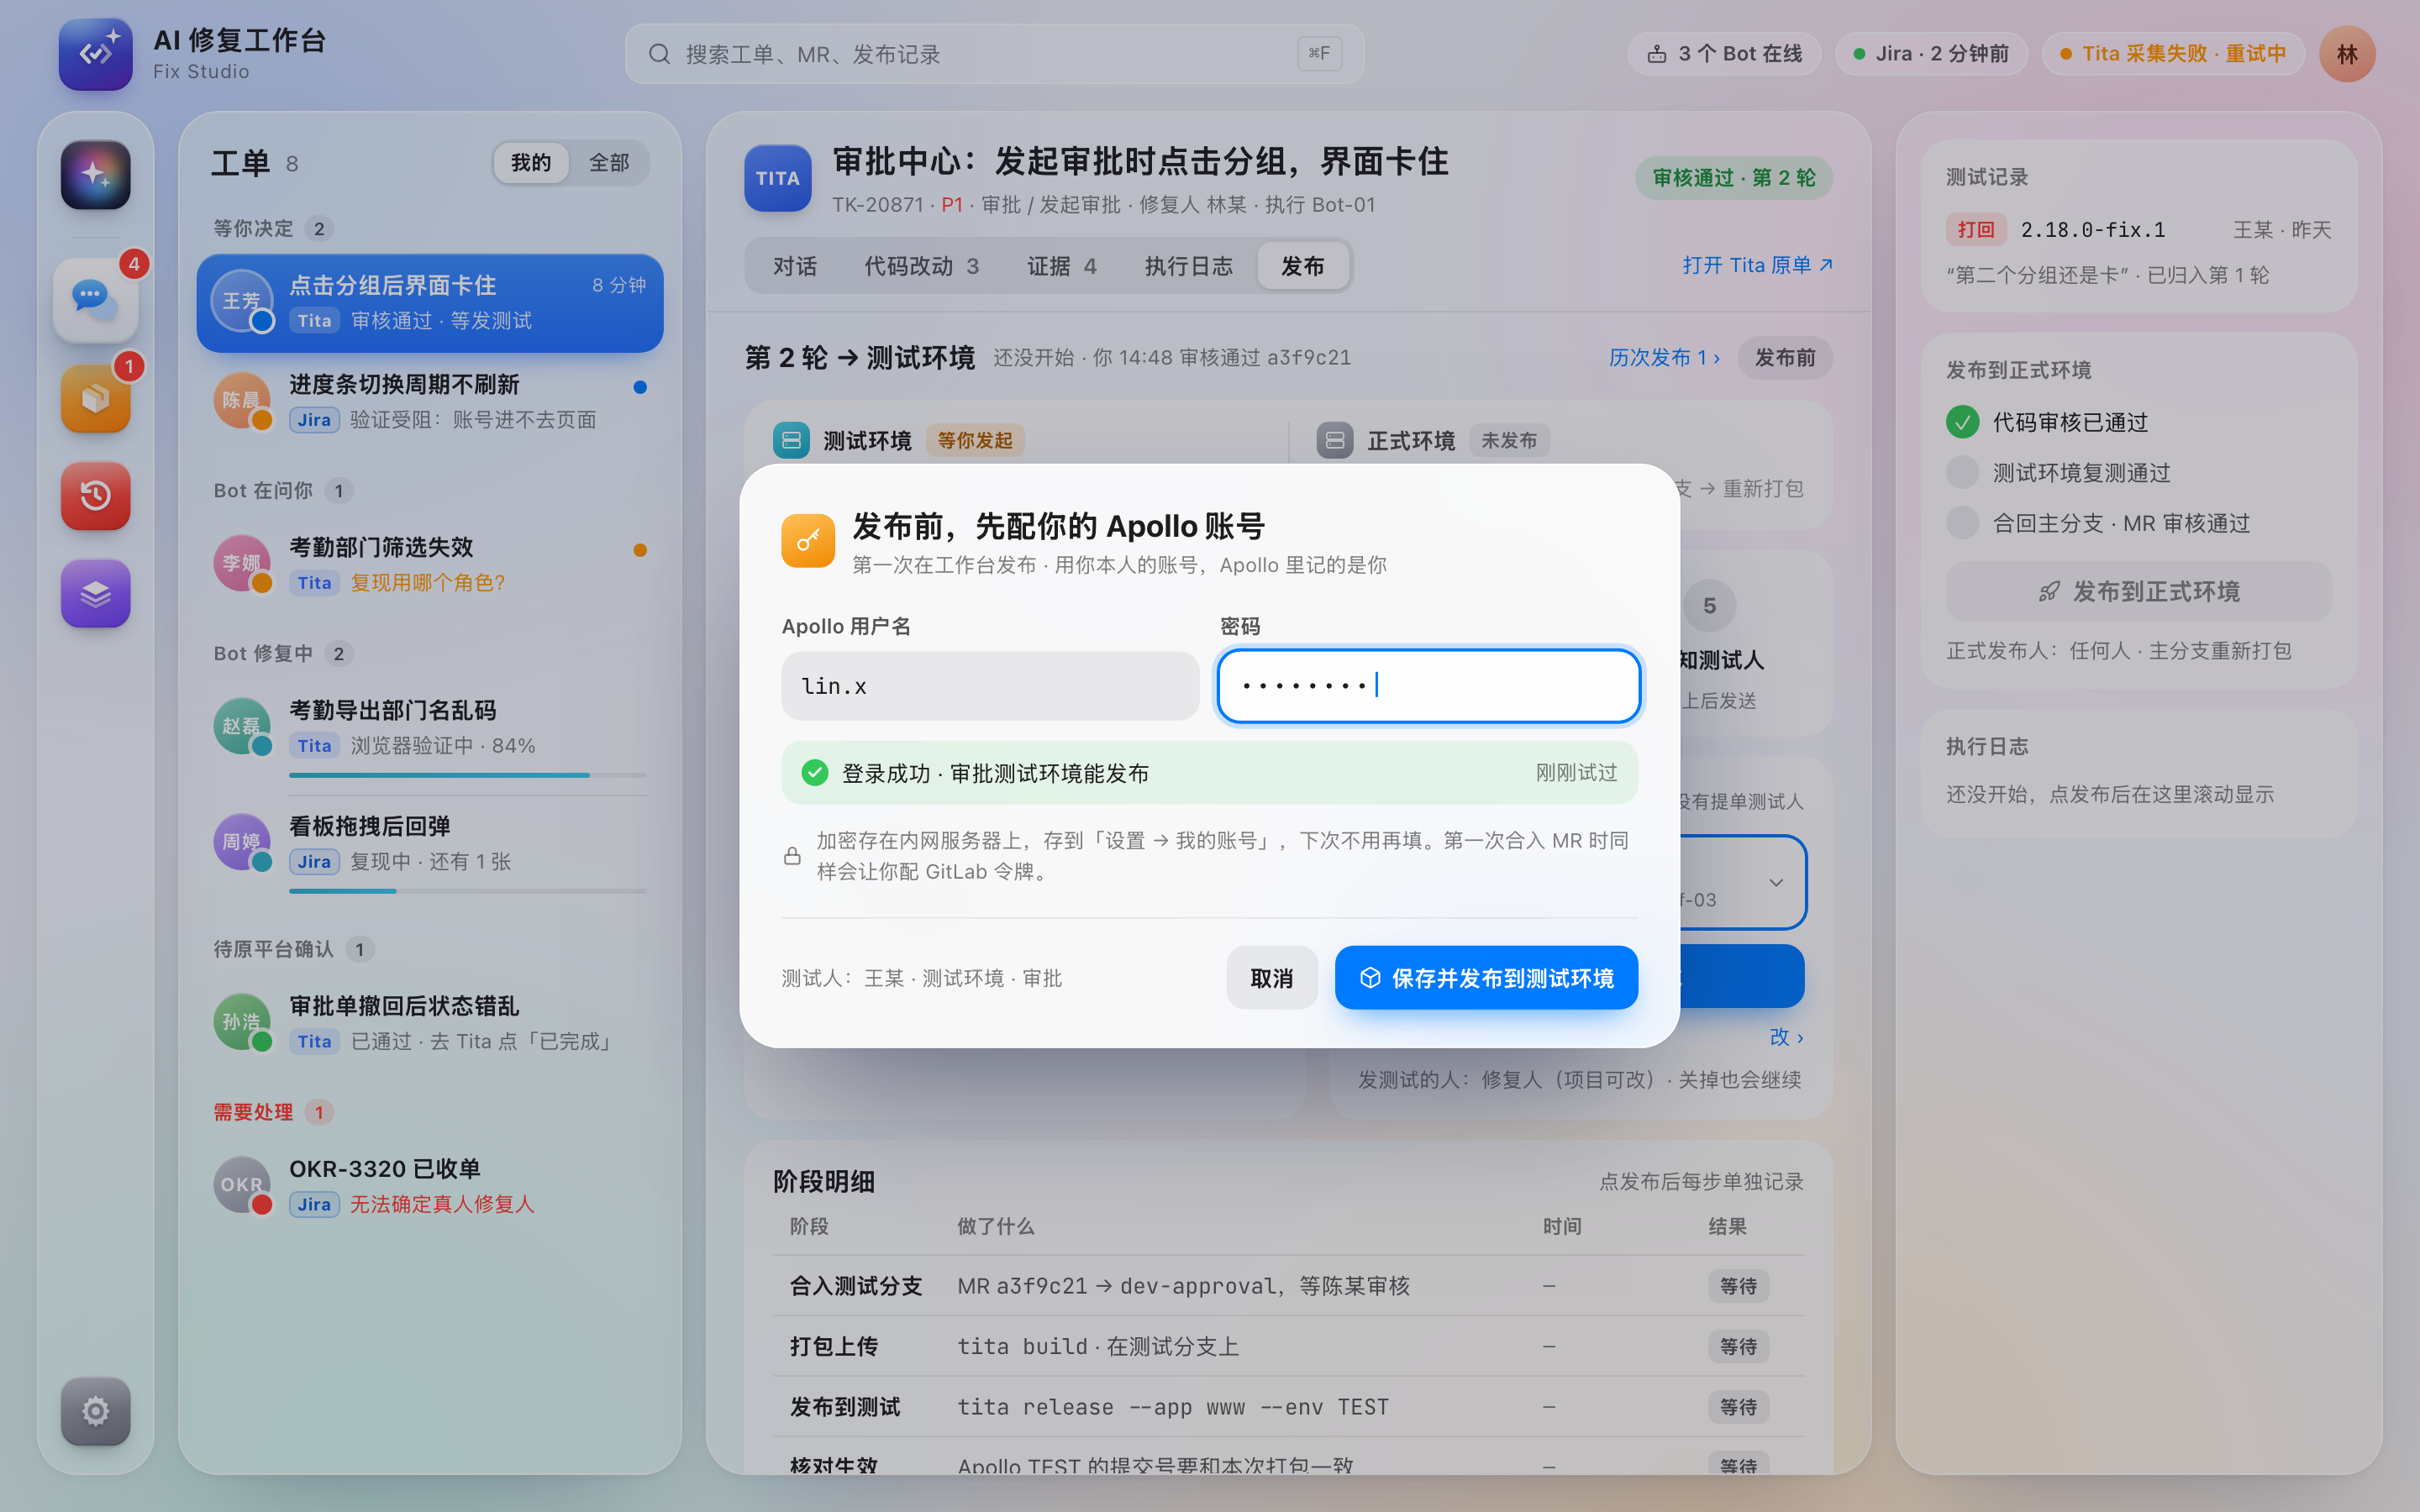 AI 修复工作台
Fix Studio
搜索工单、MR、发布记录
⌘F
3 个 Bot 在线
Jira · 2 分钟前
Tita 采集失败 · 重试中
林
4
1
工单 8
我的
全部
等你决定 2
王芳
点击分组后界面卡住
8 分钟
Tita 审核通过 · 等发测试
陈晨
进度条切换周期不刷新
Jira 验证受阻：账号进不去页面
Bot 在问你 1
李娜
考勤部门筛选失效
Tita 复现用哪个角色?
Bot 修复中 2
赵磊
考勤导出部门名乱码
Tita 浏览器验证中 · 84%
周婷
看板拖拽后回弹
Jira 复现中 · 还有 1 张
待原平台确认 1
孙浩
审批单撤回后状态错乱
Tita 已通过 · 去 Tita 点「已完成」
需要处理 1
OKR
OKR-3320 已收单
Jira 无法确定真人修复人
TITA
审批中心：发起审批时点击分组，界面卡住
TK-20871 · P1 · 审批 / 发起审批 · 修复人 林某 · 执行 Bot-01
审核通过 · 第 2 轮
对话
代码改动 3
证据 4
执行日志
发布
打开 Tita 原单 ↗
第 2 轮 → 测试环境
还没开始 · 你 14:48 审核通过 a3f9c21
历次发布 1 ›
发布前
测试环境 等你发起
正式环境 未发布
支 → 重新打包
5
知测试人
上后发送
没有提单测试人
f-03
改 ›
发测试的人：修复人（项目可改）· 关掉也会继续
发布前，先配你的 Apollo 账号
第一次在工作台发布 · 用你本人的账号，Apollo 里记的是你
Apollo 用户名
密码
lin.x
••••••••
登录成功 · 审批测试环境能发布
刚刚试过
加密存在内网服务器上，存到「设置 → 我的账号」，下次不用再填。第一次合入 MR 时同
样会让你配 GitLab 令牌。
测试人：王某 · 测试环境 · 审批
取消
保存并发布到测试环境
阶段明细
点发布后每步单独记录
阶段 做了什么 时间 结果
合入测试分支 MR a3f9c21 → dev-approval，等陈某审核 — 等待
打包上传 tita build · 在测试分支上 — 等待
发布到测试 tita release --app www --env TEST — 等待
核对生效 Apollo TEST 的提交号要和本次打包一致 — 等待
测试记录
打回 2.18.0-fix.1 王某 · 昨天
“第二个分组还是卡” · 已归入第 1 轮
发布到正式环境
代码审核已通过
测试环境复测通过
合回主分支 · MR 审核通过
发布到正式环境
正式发布人：任何人 · 主分支重新打包
执行日志
还没开始，点发布后在这里滚动显示